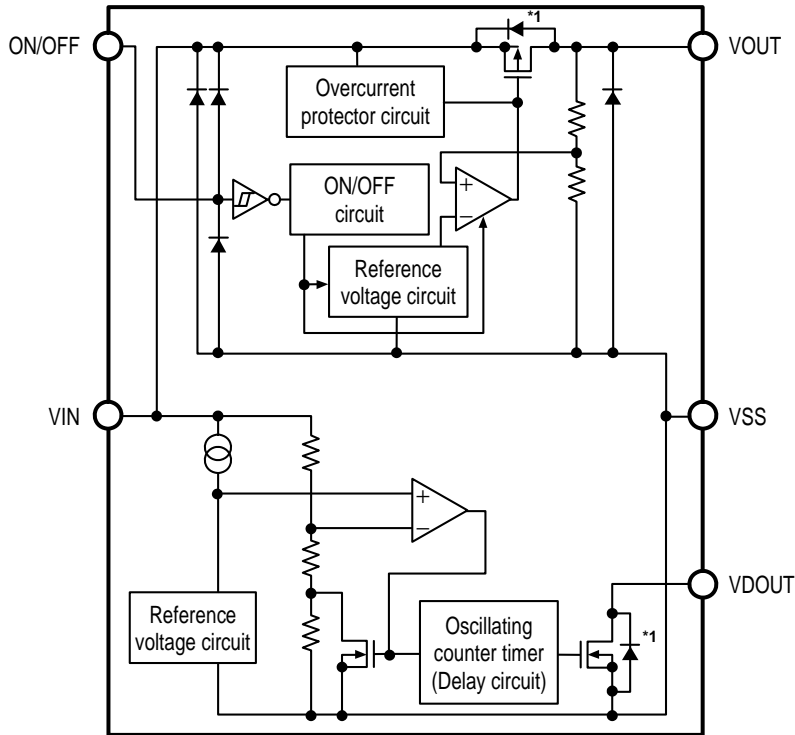 *1
ON/OFF
VOUT
Overcurrent
protector circuit
ON/OFF
circuit
+
−
Reference
voltage circuit
VIN
VSS
+
−
VDOUT
Reference
voltage circuit
Oscillating
counter timer
(Delay circuit)
*1